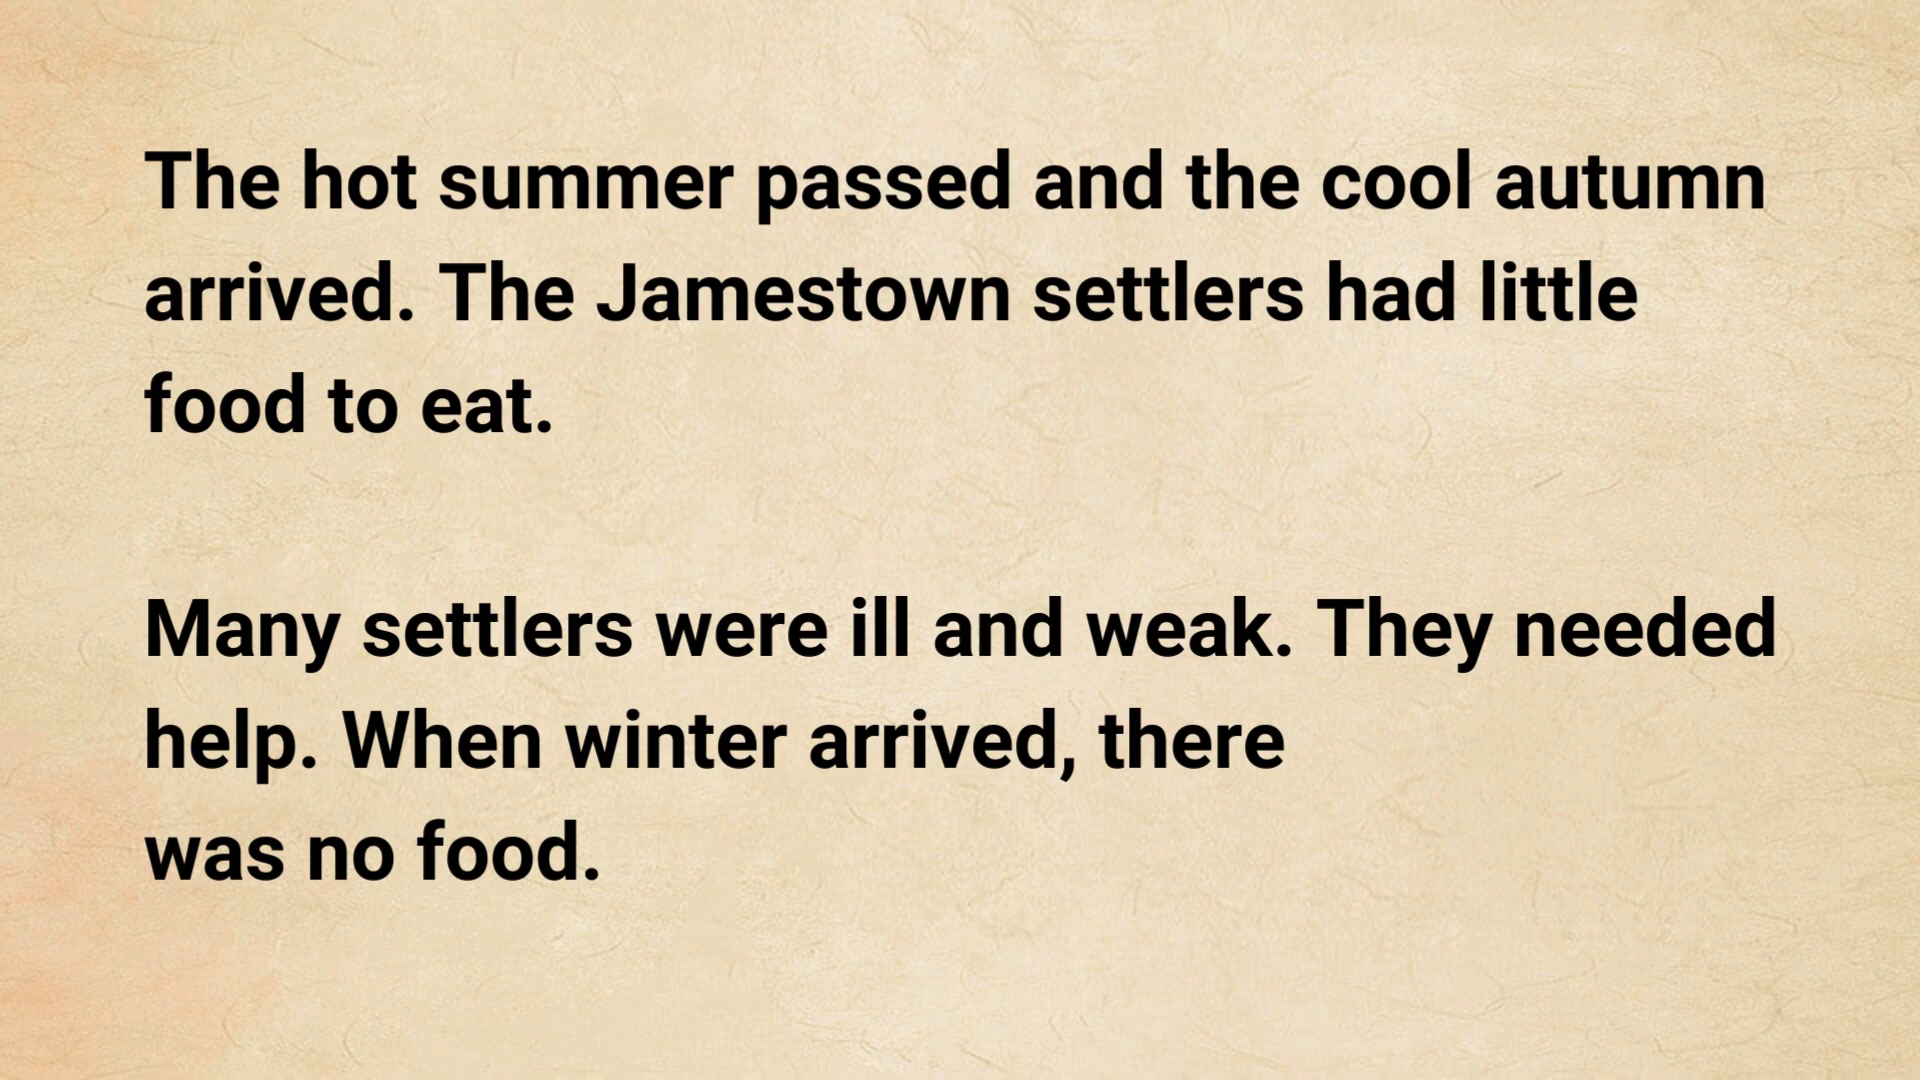 The hot summer passed and the cool autumn
arrived. The Jamestown settlers had little
food to eat.
Many settlers were ill and weak. They needed
help. When winter arrived, there
was no food.